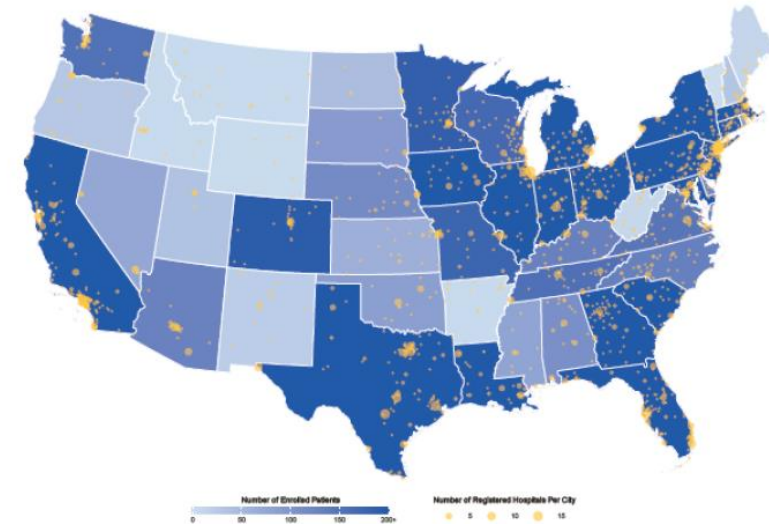 Number of Enrolled Patients
0 50 100 150 200+
Number of Registered Hospitals Per City
5 10 15